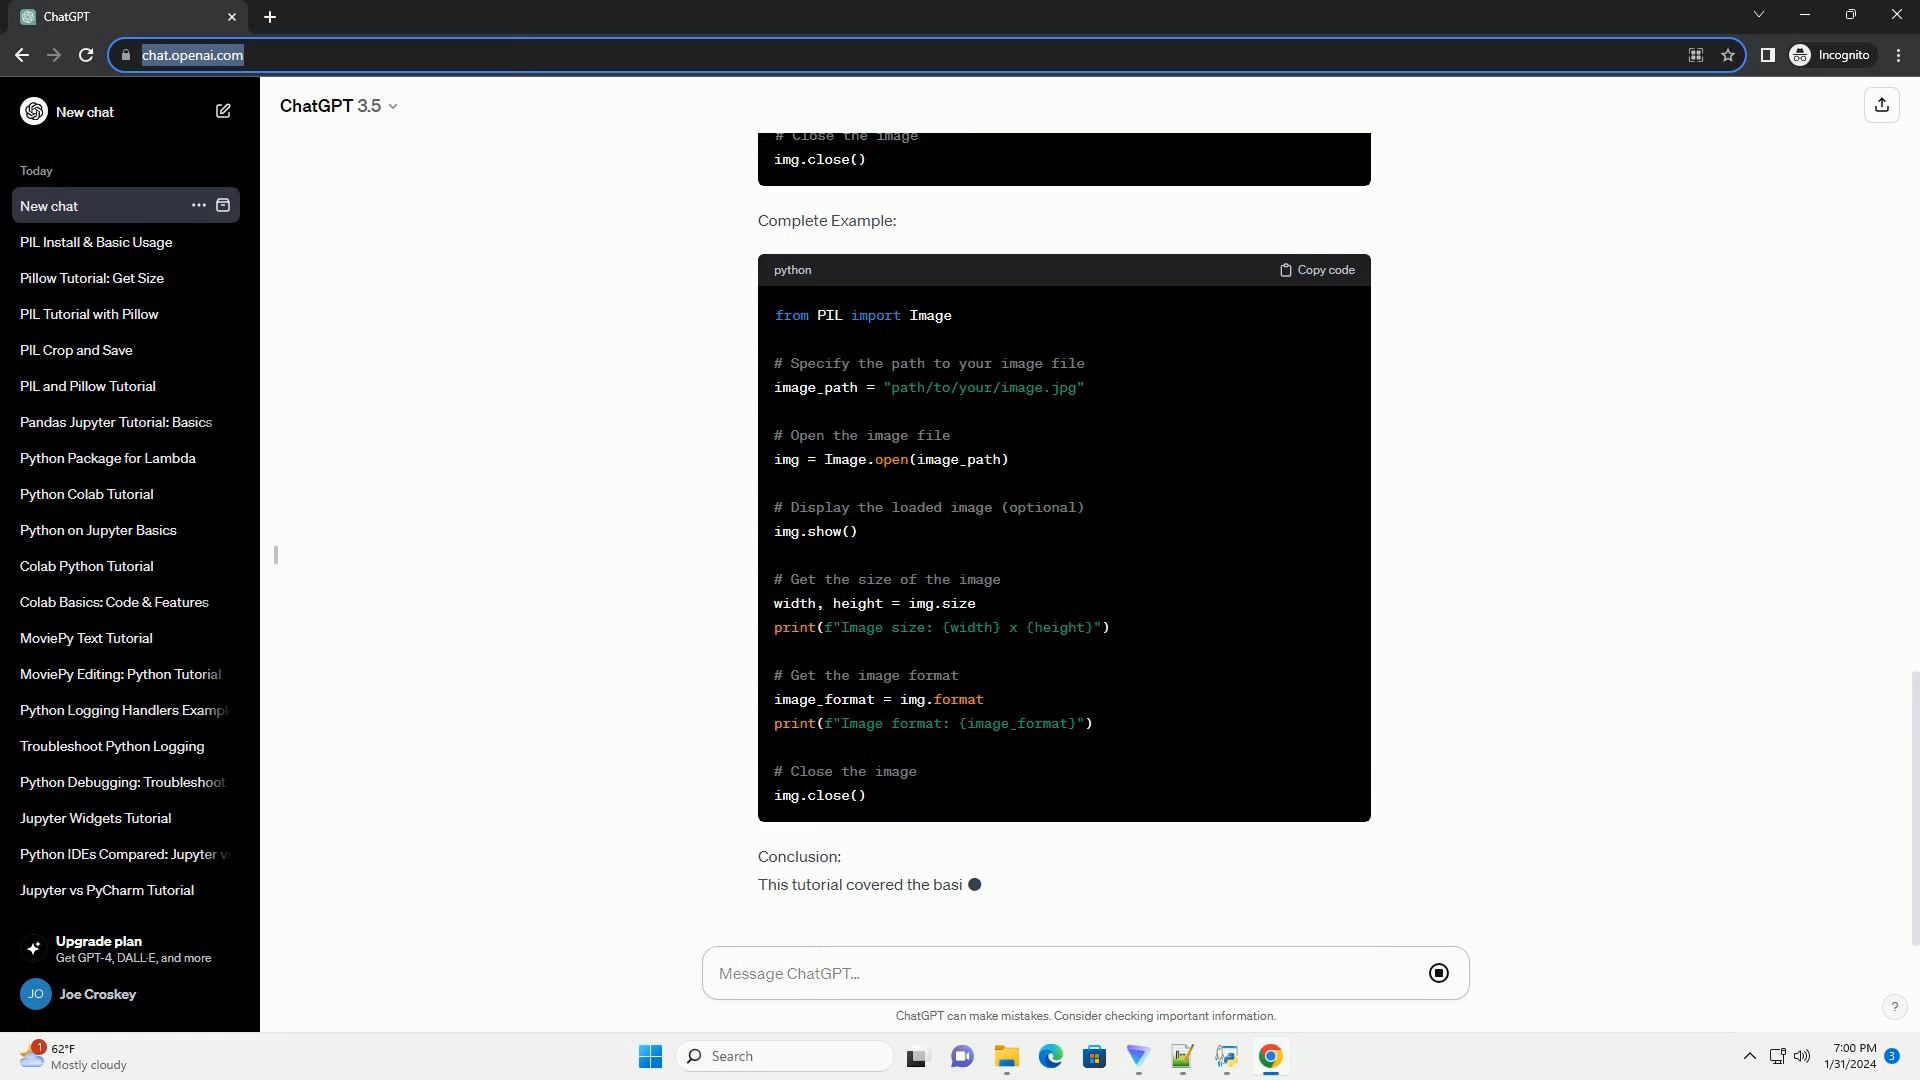 ChatGPT
chat.openai.com
Incognito
New chat
Today
New chat
PIL Install & Basic Usage
Pillow Tutorial: Get Size
PIL Tutorial with Pillow
PIL Crop and Save
PIL and Pillow Tutorial
Pandas Jupyter Tutorial: Basics
Python Package for Lambda
Python Colab Tutorial
Python on Jupyter Basics
Colab Python Tutorial
Colab Basics: Code & Features
MoviePy Text Tutorial
MoviePy Editing: Python Tutorial
Python Logging Handlers Exampl
Troubleshoot Python Logging
Python Debugging: Troubleshoot
Jupyter Widgets Tutorial
Python IDEs Compared: Jupyter v
Jupyter vs PyCharm Tutorial
Upgrade plan
Get GPT-4, DALL·E, and more
JO Joe Croskey
ChatGPT 3.5
# Close the image
img.close()
Complete Example:
python Copy code
from PIL import Image
# Specify the path to your image file
image_path = "path/to/your/image.jpg"
# Open the image file
img = Image.open(image_path)
# Display the loaded image (optional)
img.show()
# Get the size of the image
width, height = img.size
print(f"Image size: {width} x {height}")
# Get the image format
image_format = img.format
print(f"Image format: {image_format}")
# Close the image
img.close()
Conclusion:
This tutorial covered the basi
Message ChatGPT...
ChatGPT can make mistakes. Consider checking important information.
?
1
62°F
Mostly cloudy
Search
7:00 PM
1/31/2024
3